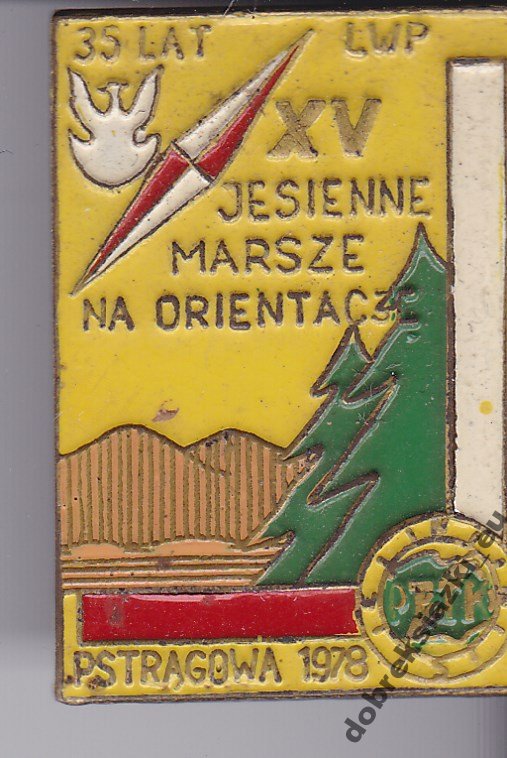 35 LAT LWP
XV
JESIENNE
MARSZE
NA ORIENTACJĘ
PTTK
PSTRĄGOWA 1978
dobreksiazki.eu